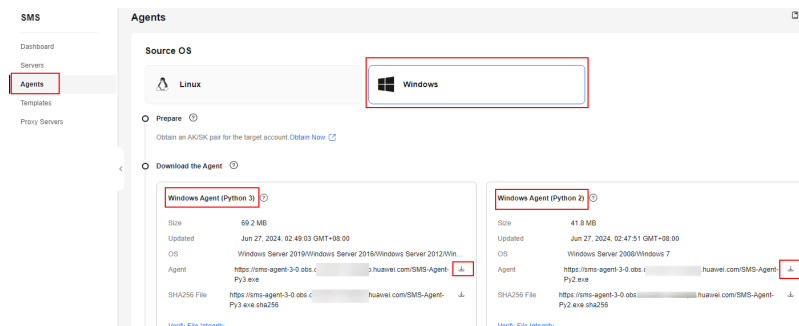 SMS
Dashboard
Servers
Agents
Templates
Proxy Servers
Agents
Source OS
Linux
Windows
Prepare
Obtain an AK/SK pair for the target account.Obtain Now
Download the Agent
Windows Agent (Python 3)
Size 69.2 MB
Updated Jun 27, 2024, 02:49:03 GMT+08:00
OS Windows Server 2019/Windows Server 2016/Windows Server 2012/Win...
Agent https://sms-agent-3-0.obs. .huawei.com/SMS-Agent-
Py3.exe
SHA256 File https://sms-agent-3-0.obs. huawei.com/SMS-Agent-
Py3.exe.sha256
Verify File Integrity
Windows Agent (Python 2)
Size 41.8 MB
Updated Jun 27, 2024, 02:47:51 GMT+08:00
OS Windows Server 2008/Windows 7
Agent https://sms-agent-3-0.obs. .huawei.com/SMS-Agent-
Py2.exe
SHA256 File https://sms-agent-3-0.obs .huawei.com/SMS-Agent-
Py2.exe.sha256
Verify File Integrity